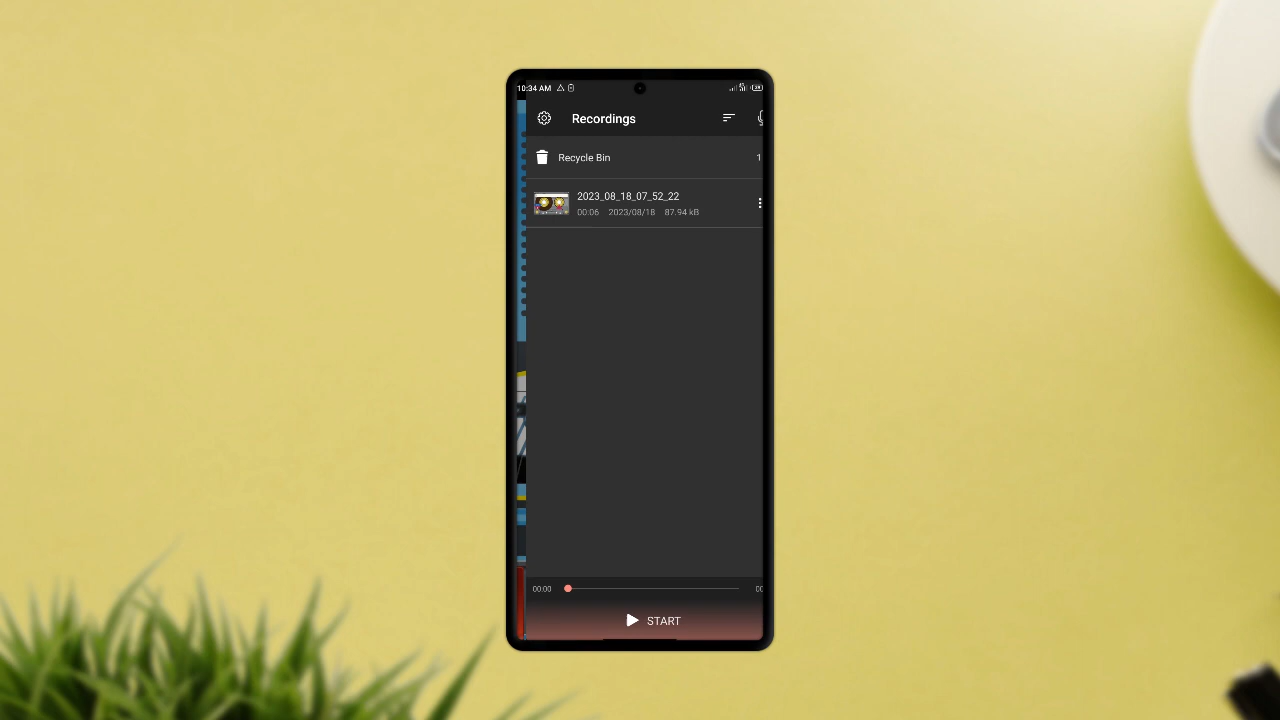 10:34 AM
Recordings
Recycle Bin 1
2023_08_18_07_52_22
00:06 2023/08/18 87.94 kB
00:00 00
START